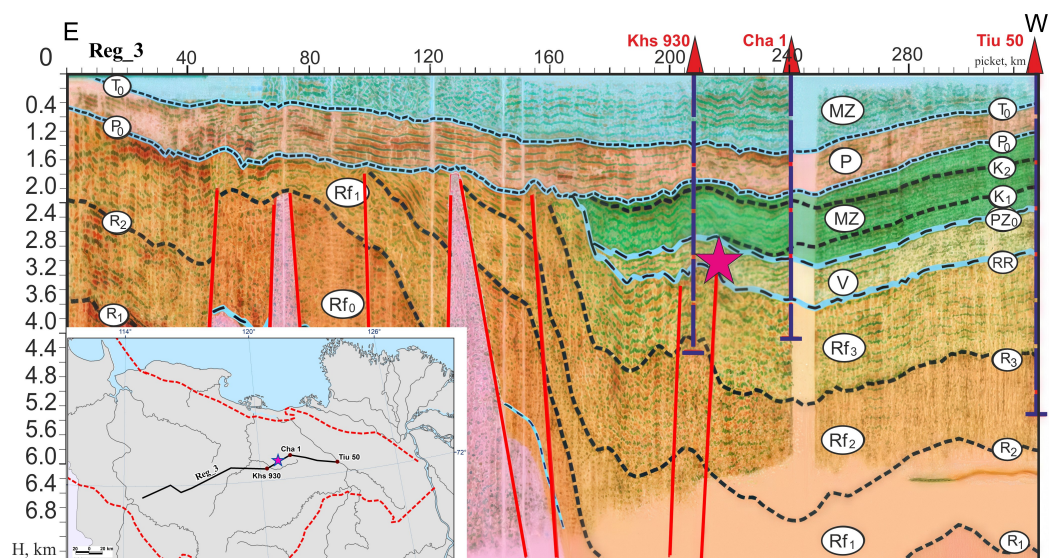 E
W
Reg_3
Khs 930
Cha 1
Tiu 50
0
40
80
120
160
200
240
280
picket, km
0.4
1.2
1.6
2.0
2.4
2.8
3.2
3.6
4.0
4.4
4.8
5.2
5.6
6.0
6.4
6.8
H, km
T₀
P₀
R₂
R₁
Rf₁
Rf₀
MZ
P
MZ
V
Rf₃
Rf₂
Rf₁
T₀
P₀
K₂
K₁
PZ₀
RR
R₃
R₂
R₁
114°
120°
126°
72°
Reg_3
Khs 930
Cha 1
Tiu 50
20 0 20 km